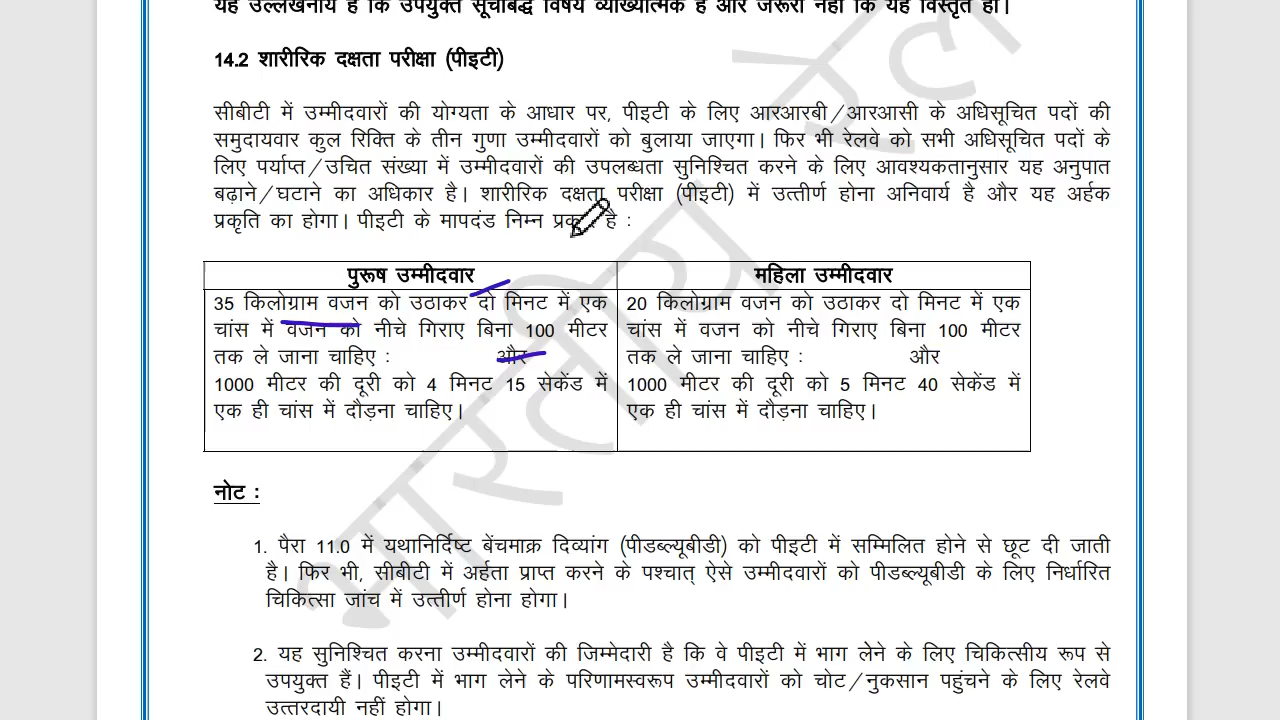 यह उल्लेखनीय है कि उपर्युक्त सूचीबद्ध विषय व्याख्यात्मक है और जरूरी नहीं कि यह विस्तृत हो।
14.2 शारीरिक दक्षता परीक्षा (पीइटी)
सीबीटी में उम्मीदवारों की योग्यता के आधार पर, पीइटी के लिए आरआरबी/आरआसी के अधिसूचित पदों की
समुदायवार कुल रिक्ति के तीन गुणा उम्मीदवारों को बुलाया जाएगा। फिर भी रेलवे को सभी अधिसूचित पदों के
लिए पर्याप्त/उचित संख्या में उम्मीदवारों की उपलब्धता सुनिश्चित करने के लिए आवश्यकतानुसार यह अनुपात
बढ़ाने/घटाने का अधिकार है। शारीरिक दक्षता परीक्षा (पीइटी) में उत्तीर्ण होना अनिवार्य है और यह अर्हक
प्रकृति का होगा। पीइटी के मापदंड निम्न है :
पुरूष उम्मीदवार
35 किलोग्राम वजन को उठाकर दो मिनट में एक
चांस में वजन को नीचे गिराए बिना 100 मीटर
तक ले जाना चाहिए : और
1000 मीटर की दूरी को 4 मिनट 15 सेकेंड में
एक ही चांस में दौड़ना चाहिए।
महिला उम्मीदवार
20 किलोग्राम वजन को उठाकर दो मिनट में एक
चांस में वजन को नीचे गिराए बिना 100 मीटर
तक ले जाना चाहिए : और
1000 मीटर की दूरी को 5 मिनट 40 सेकेंड में
एक ही चांस में दौड़ना चाहिए।
नोट :
1. पैरा 11.0 में यथानिर्दिष्ट बेंचमाक्र दिव्यांग (पीडब्ल्यूबीडी) को पीइटी में सम्मिलित होने से छूट दी जाती
है। फिर भी, सीबीटी में अर्हता प्राप्त करने के पश्चात् ऐसे उम्मीदवारों को पीडब्ल्यूबीडी के लिए निर्धारित
चिकित्सा जांच में उत्तीर्ण होना होगा।
2. यह सुनिश्चित करना उम्मीदवारों की जिम्मेदारी है कि वे पीइटी में भाग लेने के लिए चिकित्सीय रूप से
उपयुक्त हैं। पीइटी में भाग लेने के परिणामस्वरूप उम्मीदवारों को चोट/नुकसान पहुंचने के लिए रेलवे
उत्तरदायी नहीं होगा।
भारतीय रेल